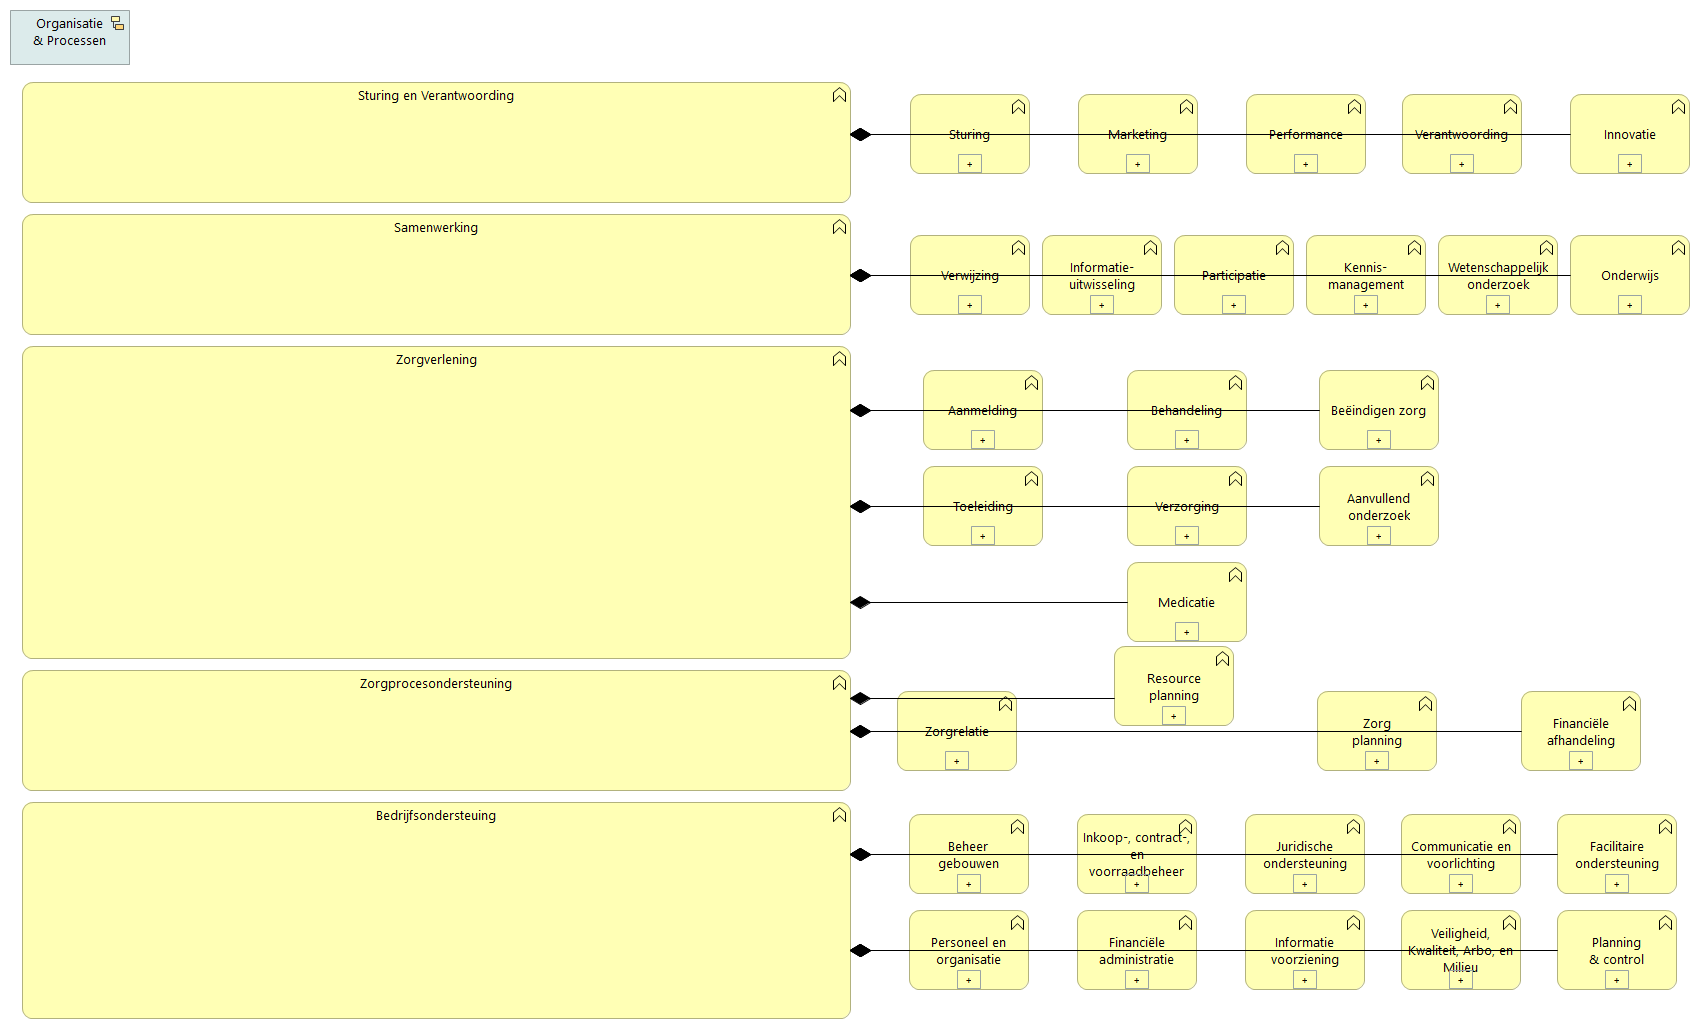 Organisatie
& Processen
Sturing en Verantwoording
Sturing
+
Marketing
+
Performance
+
Verantwoording
+
Innovatie
+
Samenwerking
Verwijzing
+
Informatie-
uitwisseling
+
Participatie
+
Kennis-
management
+
Wetenschappelijk
onderzoek
+
Onderwijs
+
Zorgverlening
Aanmelding
+
Behandeling
+
Beëindigen zorg
+
Toeleiding
+
Verzorging
+
Aanvullend
onderzoek
+
Medicatie
+
Zorgprocesondersteuning
Resource
planning
+
Zorgrelatie
+
Zorg
planning
+
Financiële
afhandeling
+
Bedrijfsondersteuing
Beheer
gebouwen
+
Inkoop-, contract-,
en
voorraadbeheer
+
Juridische
ondersteuning
+
Communicatie en
voorlichting
+
Facilitaire
ondersteuning
+
Personeel en
organisatie
+
Financiële
administratie
+
Informatie
voorziening
+
Veiligheid,
Kwaliteit, Arbo, en
Milieu
+
Planning
& control
+